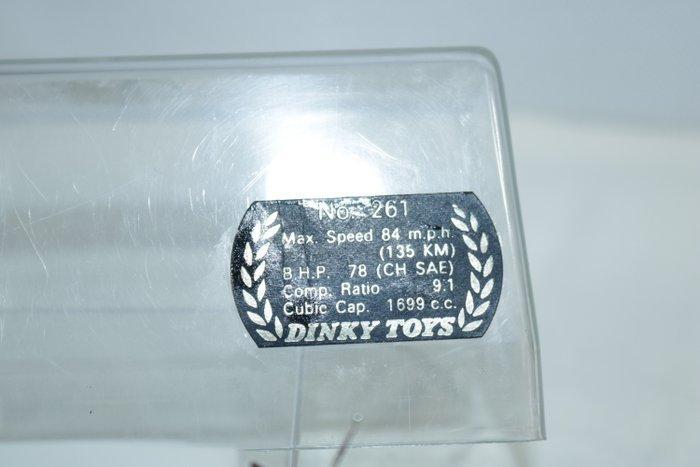 No. 261
Max. Speed 84 m.p.h.
(135 KM)
B.H.P. 78 (CH SAE)
Comp. Ratio 9.1
Cubic Cap. 1699 c.c.
DINKY TOYS